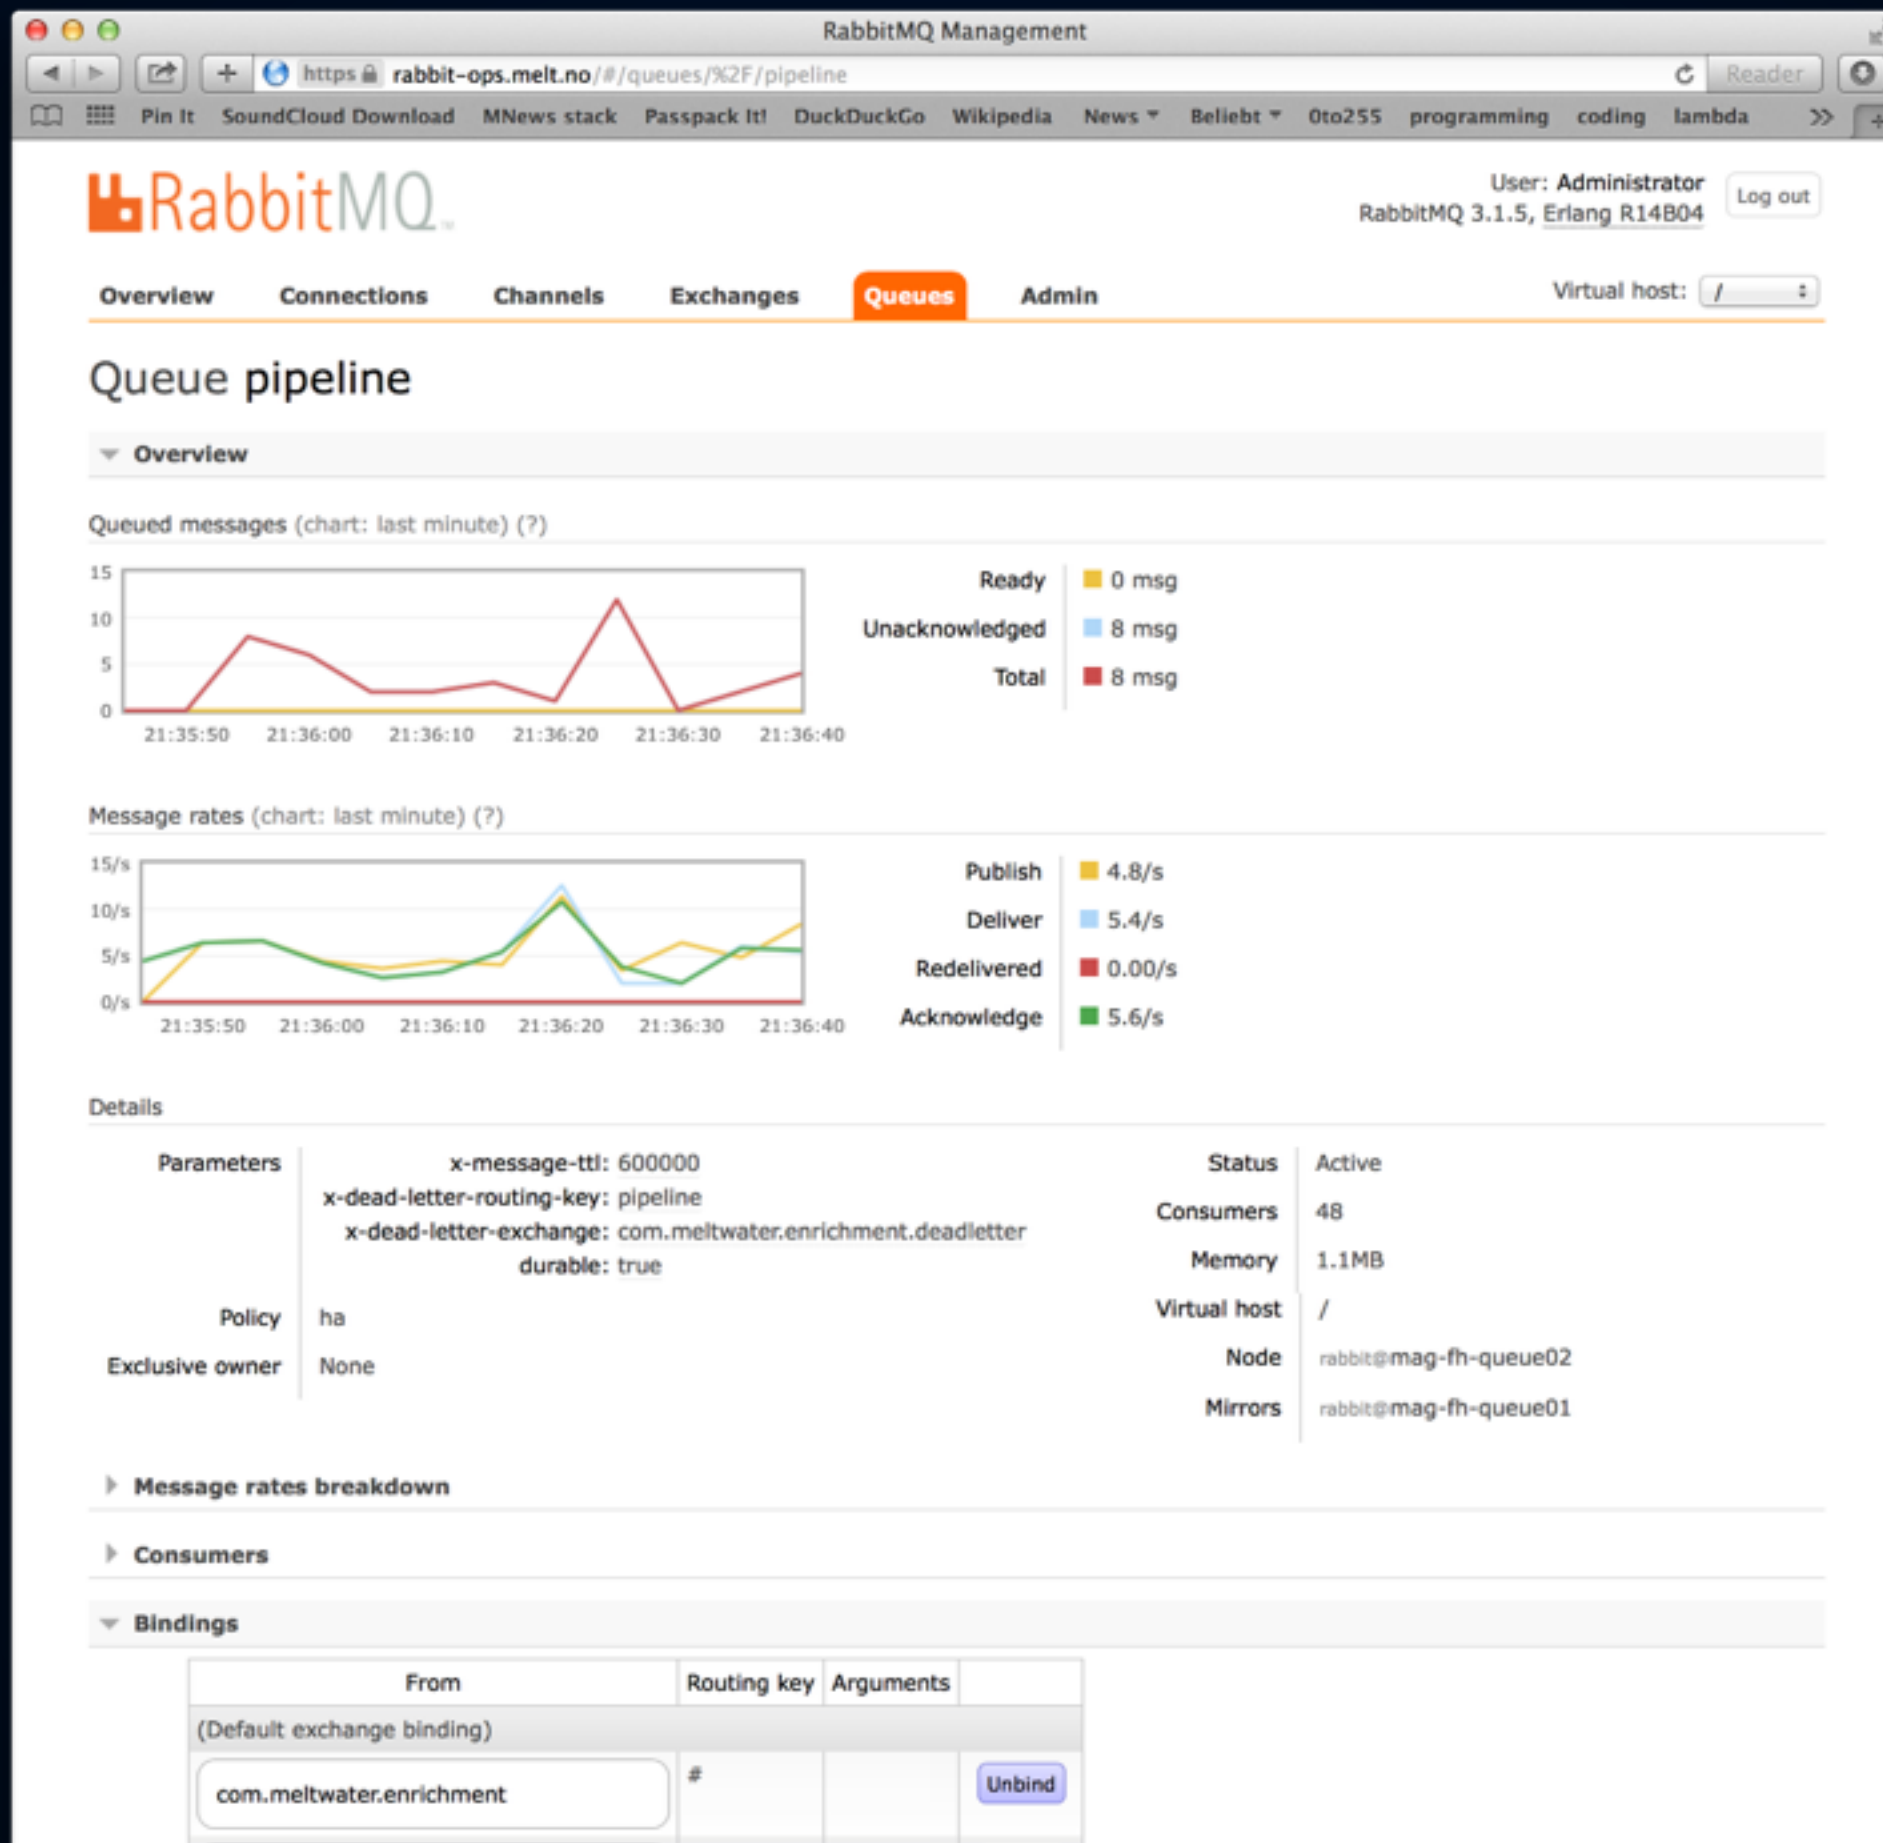 RabbitMQ Management
https rabbit-ops.melt.no/#/queues/%2F/pipeline Reader
Pin It SoundCloud Download MNews stack Passpack It! DuckDuckGo Wikipedia News Beliebt 0to255 programming coding lambda >>
RabbitMQ
User: Administrator Log out
RabbitMQ 3.1.5, Erlang R14B04
Overview Connections Channels Exchanges Queues Admin Virtual host: /
Queue pipeline
Overview
Queued messages (chart: last minute) (?)
15
10
5
0
21:35:50 21:36:00 21:36:10 21:36:20 21:36:30 21:36:40
Ready 0 msg
Unacknowledged 8 msg
Total 8 msg
Message rates (chart: last minute) (?)
15/s
10/s
5/s
0/s
21:35:50 21:36:00 21:36:10 21:36:20 21:36:30 21:36:40
Publish 4.8/s
Deliver 5.4/s
Redelivered 0.00/s
Acknowledge 5.6/s
Details
Parameters x-message-ttl: 600000
x-dead-letter-routing-key: pipeline
x-dead-letter-exchange: com.meltwater.enrichment.deadletter
durable: true
Policy ha
Exclusive owner None
Status Active
Consumers 48
Memory 1.1MB
Virtual host /
Node rabbit@mag-fh-queue02
Mirrors rabbit@mag-fh-queue01
Message rates breakdown
Consumers
Bindings
From Routing key Arguments
(Default exchange binding)
com.meltwater.enrichment # Unbind